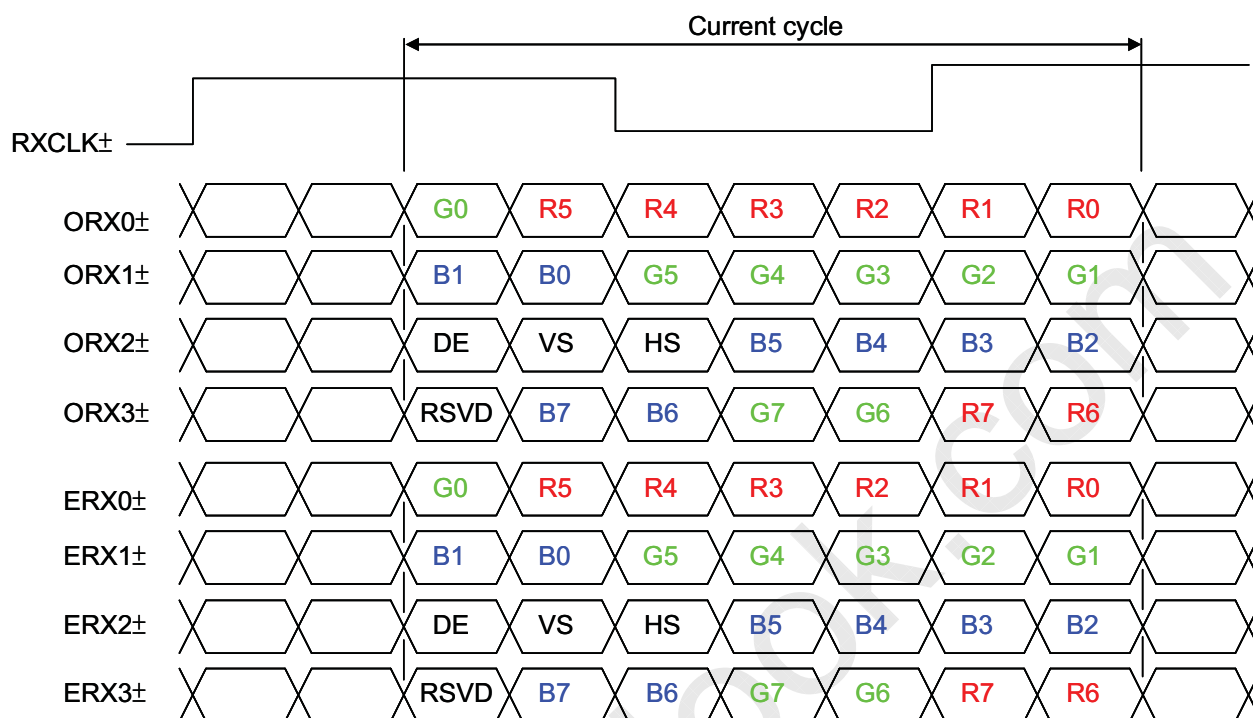 Current cycle
RXCLK±
ORX0± G0 R5 R4 R3 R2 R1 R0
ORX1± B1 B0 G5 G4 G3 G2 G1
ORX2± DE VS HS B5 B4 B3 B2
ORX3± RSVD B7 B6 G7 G6 R7 R6
ERX0± G0 R5 R4 R3 R2 R1 R0
ERX1± B1 B0 G5 G4 G3 G2 G1
ERX2± DE VS HS B5 B4 B3 B2
ERX3± RSVD B7 B6 G7 G6 R7 R6
ook.com